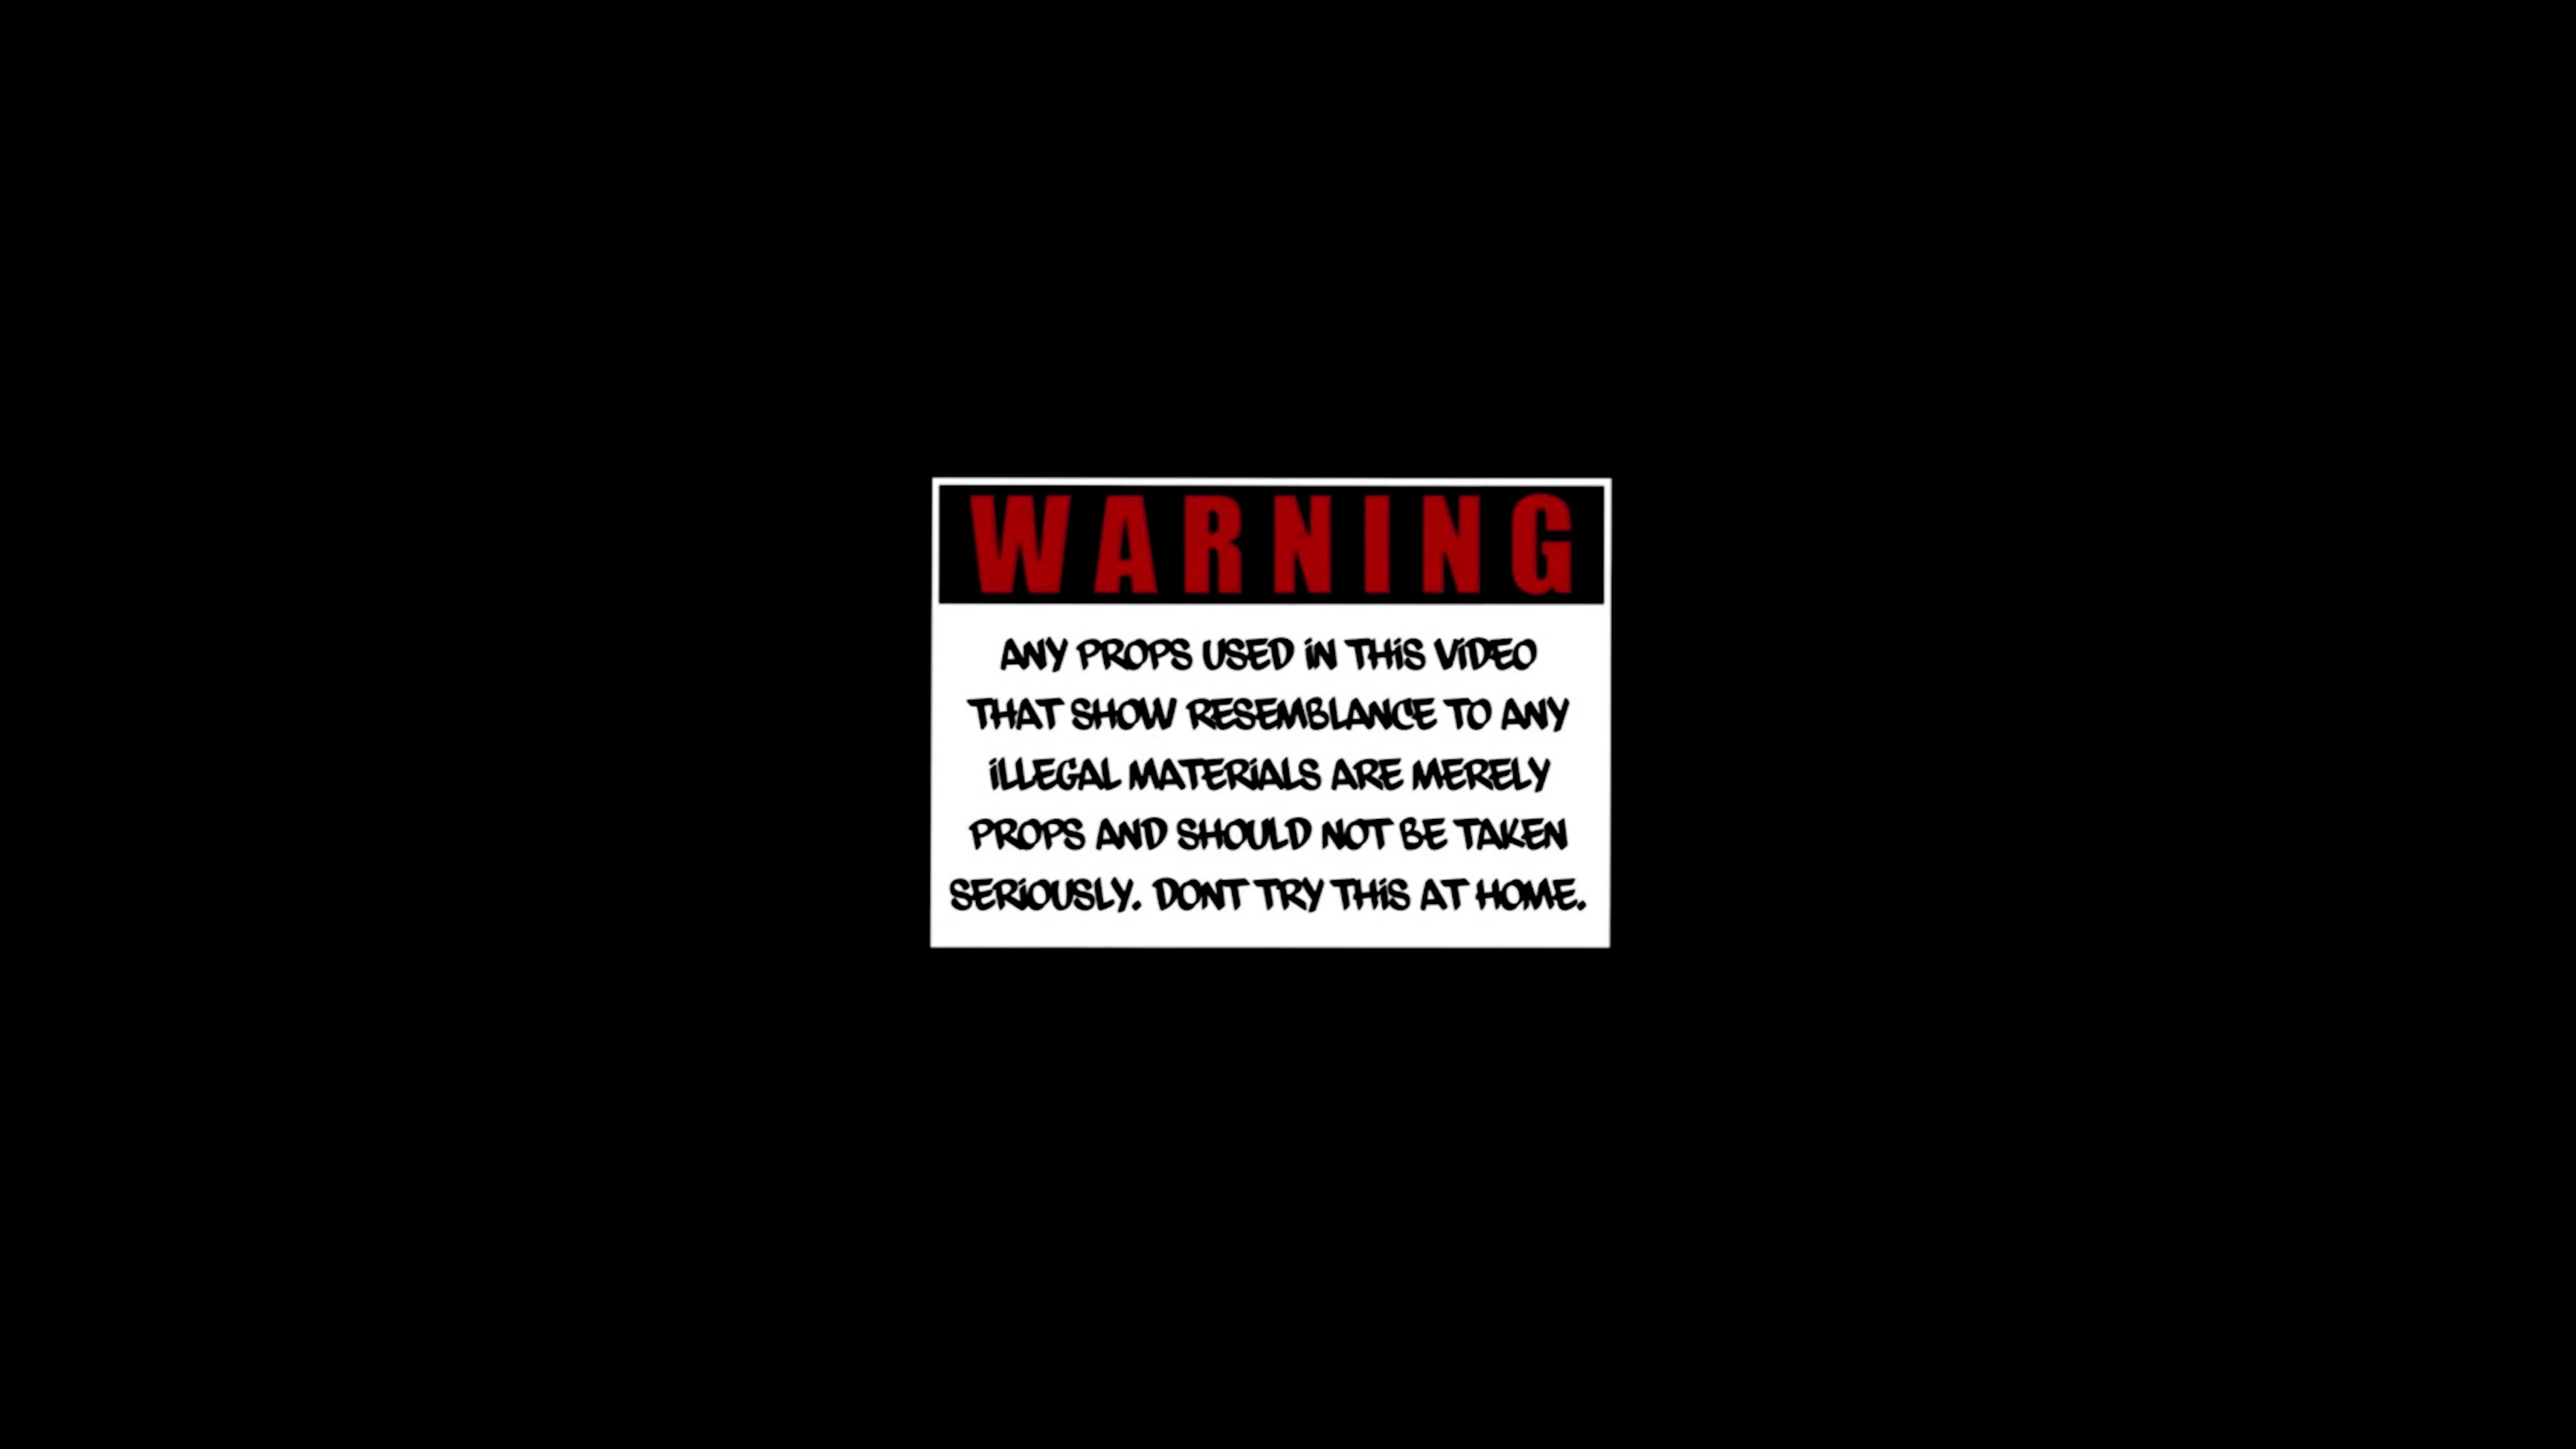 WARNING
ANY PROPS USED iN THiS ViDEO
THAT SHOW RESEMBLANCE TO ANY
iLLEGAL MATERiALS ARE MERELY
PROPS AND SHOULD NOT BE TAKEN
SERiOUSLY. DONT TRY THiS AT HOME.